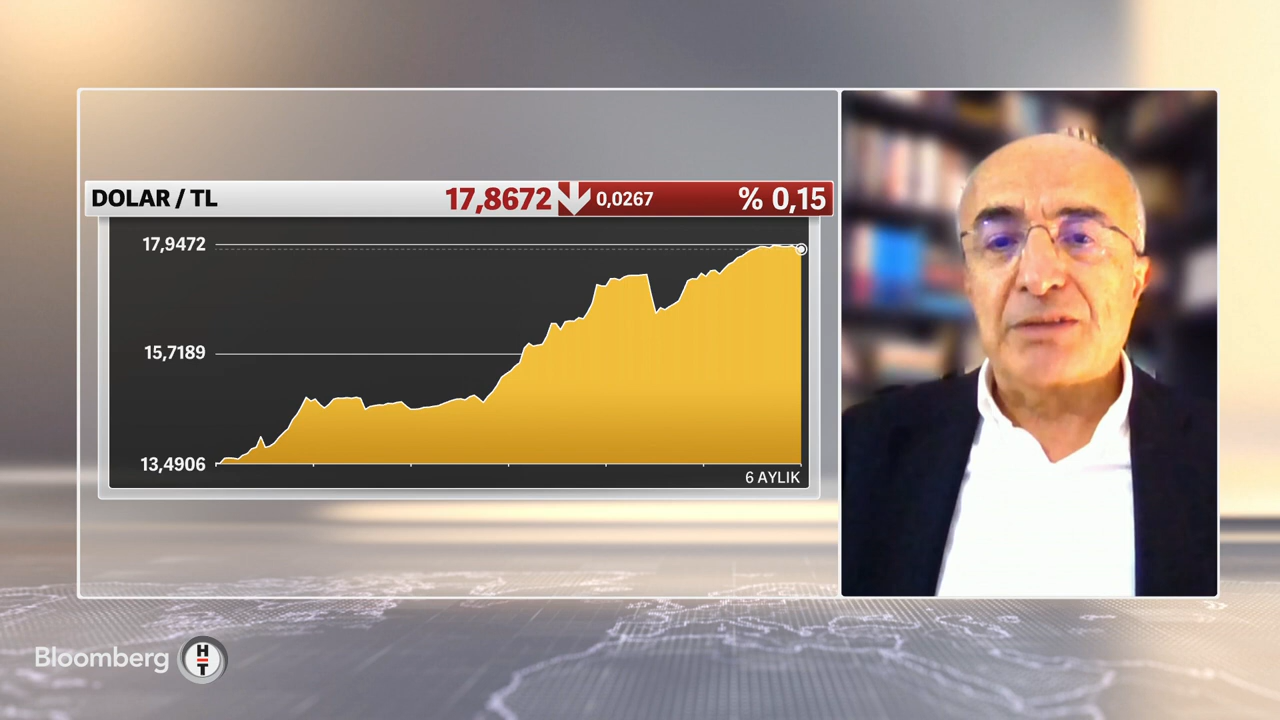 DOLAR / TL 17,8672 0,0267 % 0,15
17,9472
15,7189
13,4906
6 AYLIK
Bloomberg HT